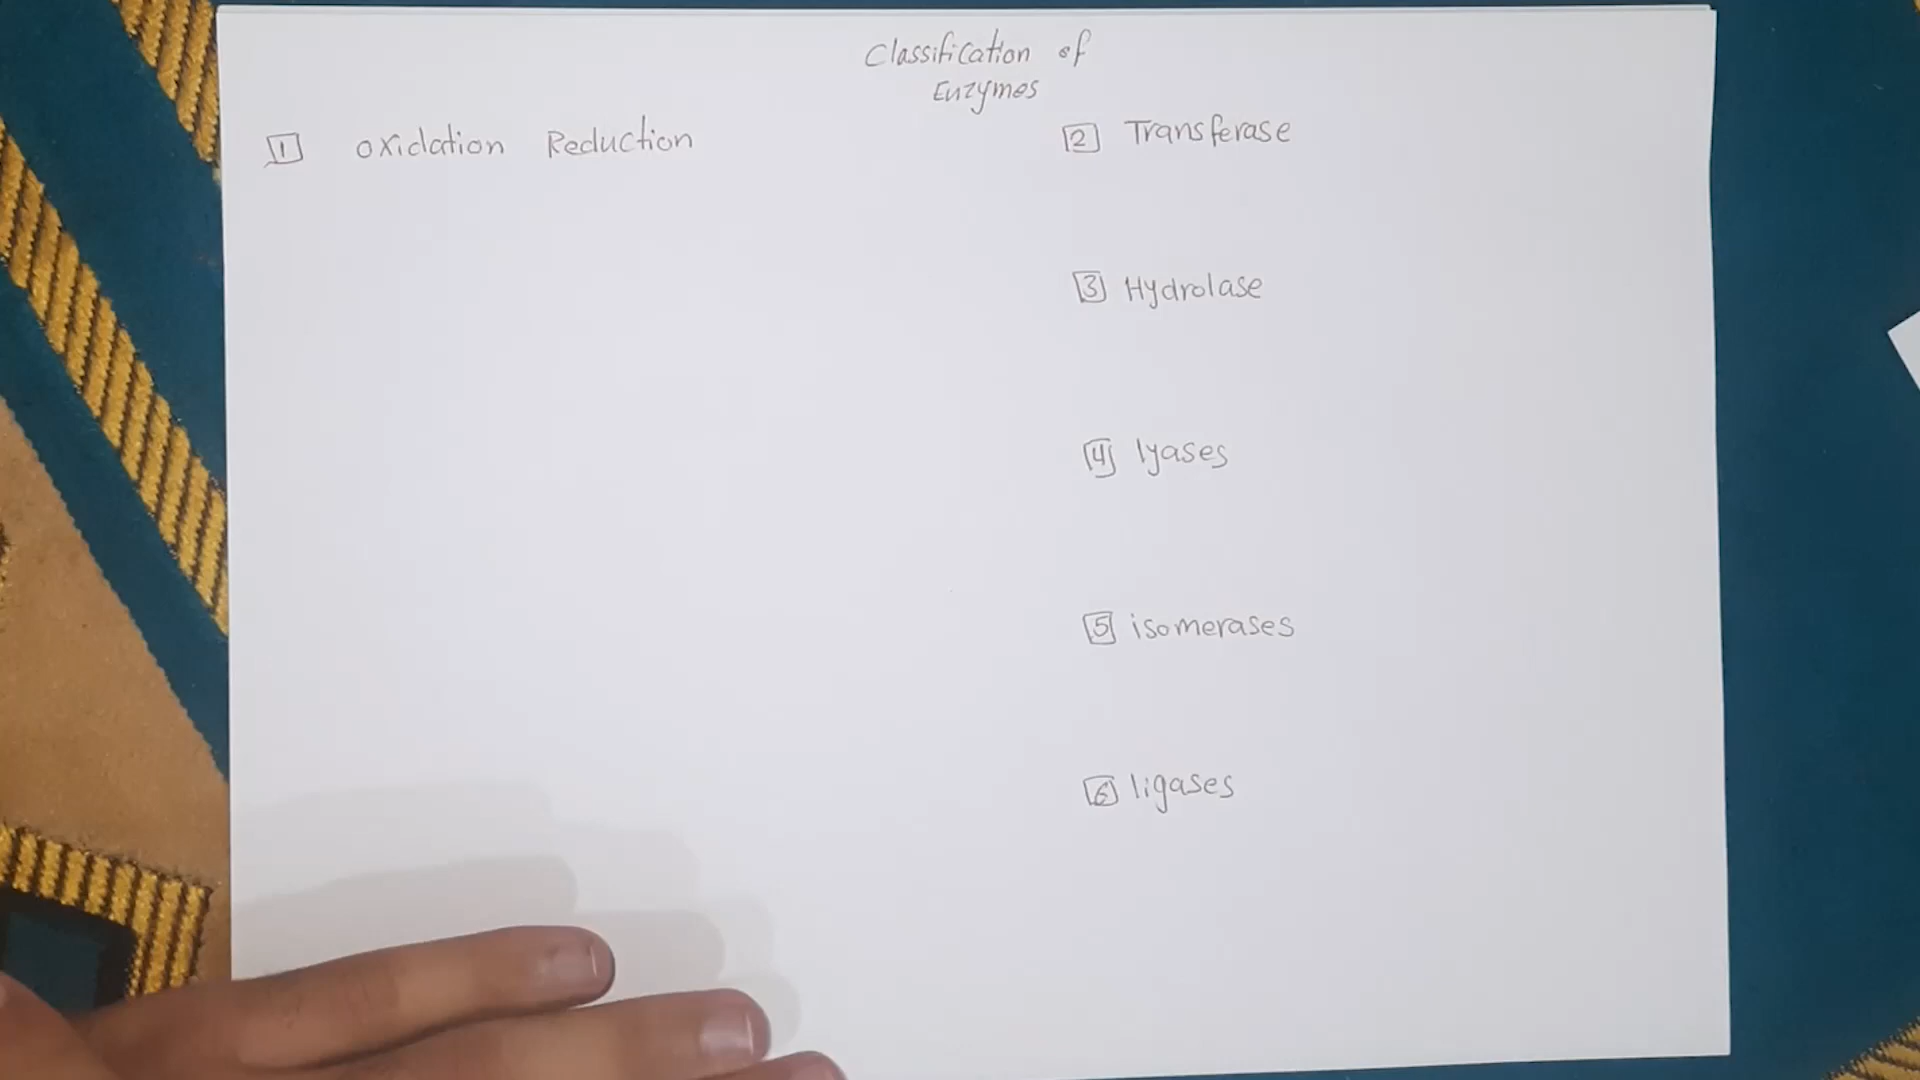 Classification of
Enzymes
1 oxidation Reduction
2 Transferase
3 Hydrolase
4 lyases
5 isomerases
6 ligases